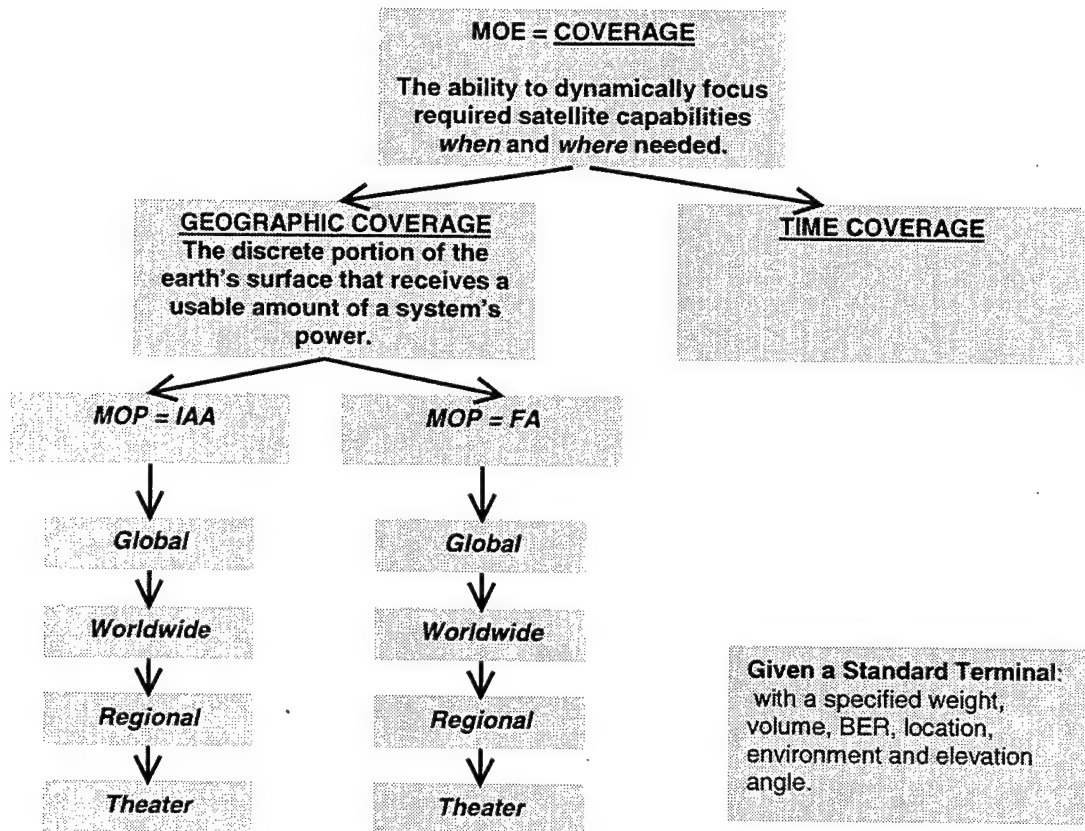 MOE = COVERAGE
The ability to dynamically focus
required satellite capabilities
when and where needed.
GEOGRAPHIC COVERAGE
The discrete portion of the
earth's surface that receives a
usable amount of a system's
power.
TIME COVERAGE
MOP = IAA
MOP = FA
Global
Global
Worldwide
Worldwide
Regional
Regional
Theater
Theater
Given a Standard Terminal:
with a specified weight,
volume, BER, location,
environment and elevation
angle.